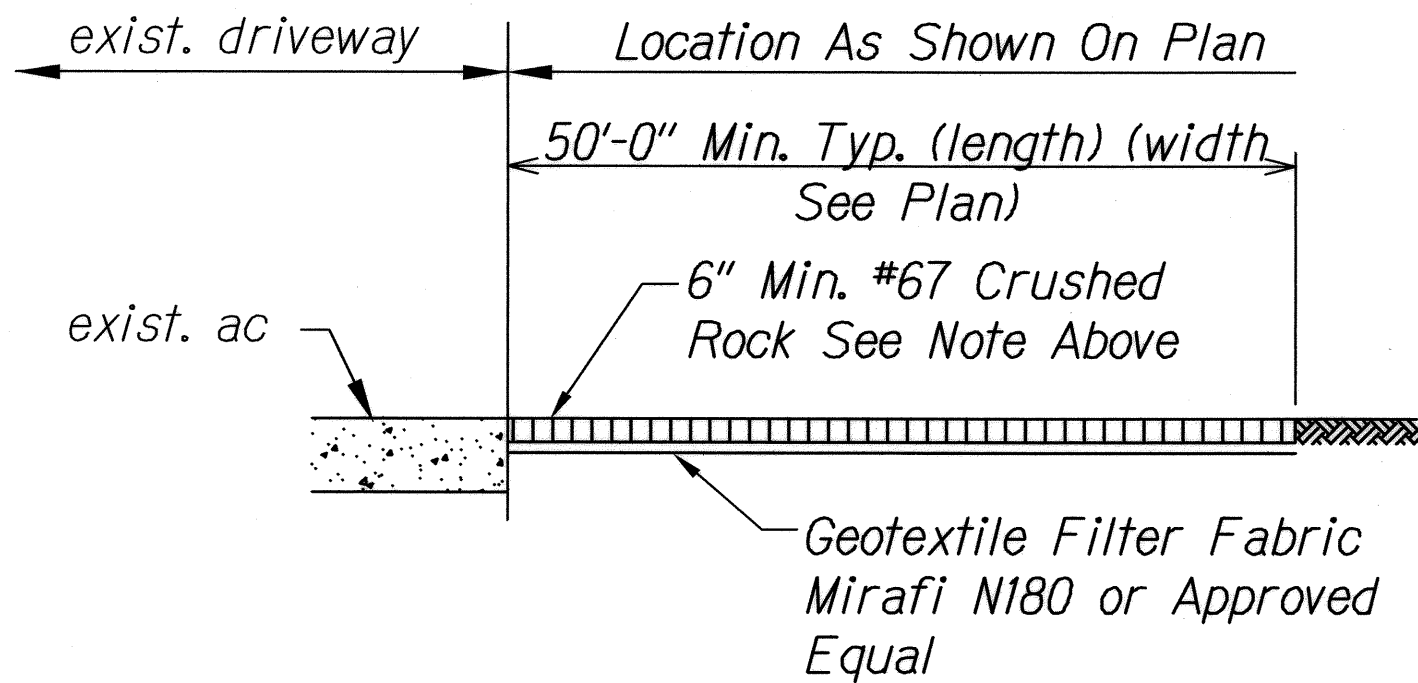 exist. driveway
Location As Shown On Plan
50'-0" Min. Typ. (length) (width
See Plan)
6" Min. #67 Crushed
Rock See Note Above
exist. ac
Geotextile Filter Fabric
Mirafi N180 or Approved
Equal